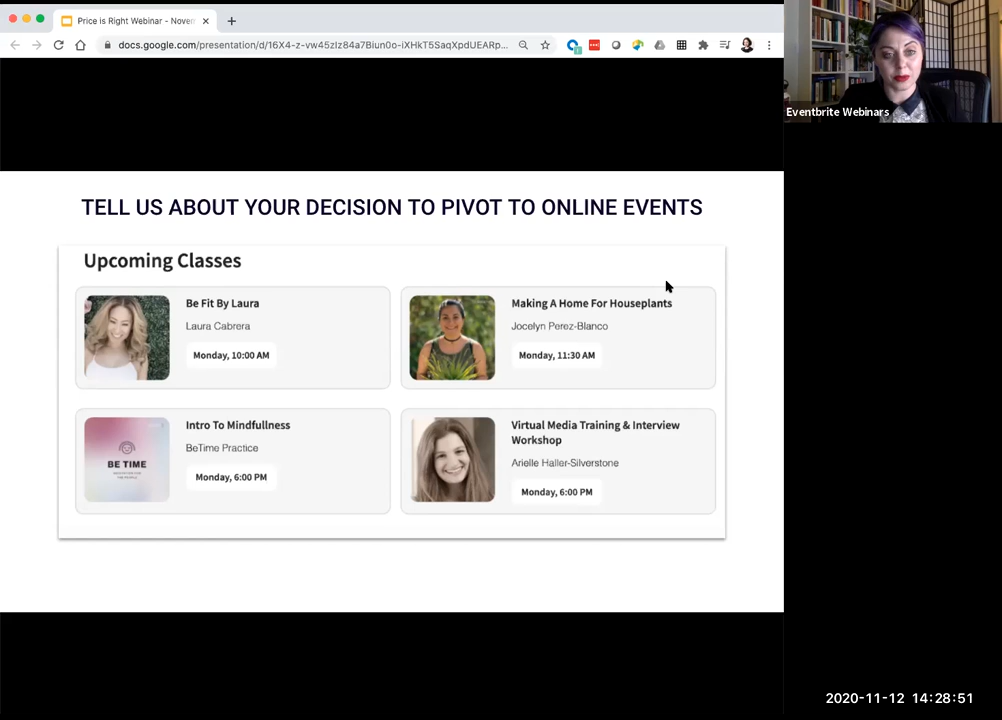 Price is Right Webinar - Novem
docs.google.com/presentation/d/16X4-z-vw45zIz84a7Biun0o-iXHkT5SaqXpdUEARp...
Eventbrite Webinars
TELL US ABOUT YOUR DECISION TO PIVOT TO ONLINE EVENTS
Upcoming Classes
Be Fit By Laura
Laura Cabrera
Monday, 10:00 AM
Making A Home For Houseplants
Jocelyn Perez-Blanco
Monday, 11:30 AM
BE TIME
Intro To Mindfullness
BeTime Practice
Monday, 6:00 PM
Virtual Media Training & Interview
Workshop
Arielle Haller-Silverstone
Monday, 6:00 PM
2020-11-12 14:28:51